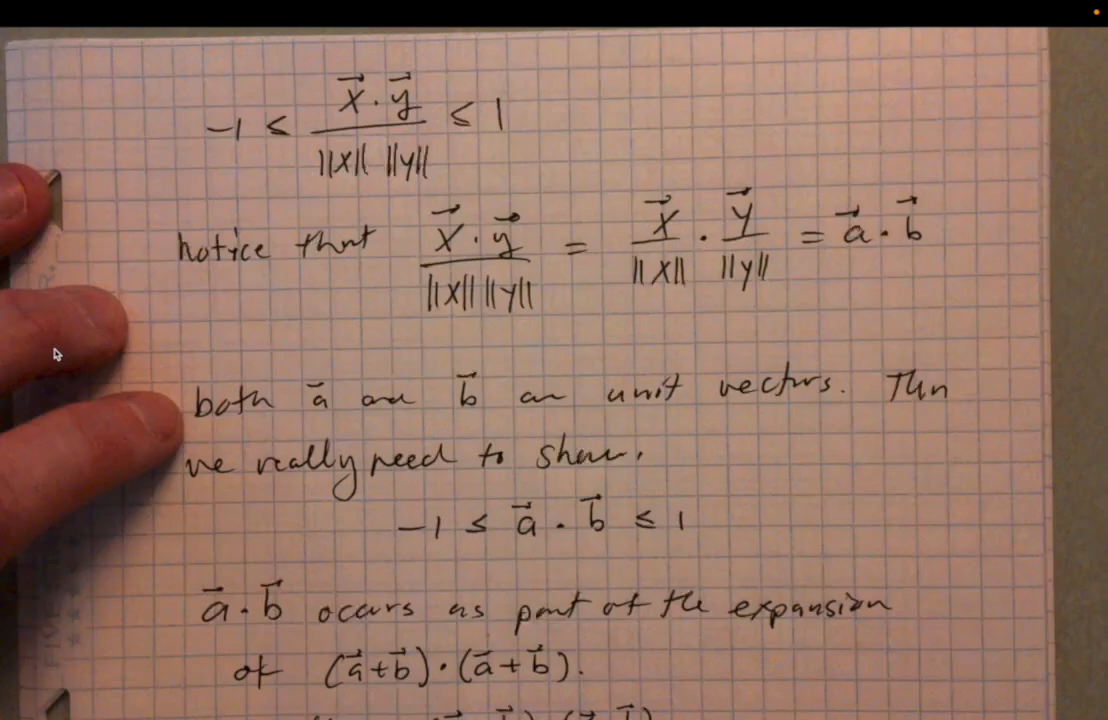 -1 ≤ (x⃗ · y⃗) / (||x|| ||y||) ≤ 1
notice that (x⃗ · y⃗) / (||x|| ||y||) = x⃗ / ||x|| · y⃗ / ||y|| = a⃗ · b⃗
both a⃗ and b⃗ are unit vectors. Then
we really need to show.
-1 ≤ a⃗ · b⃗ ≤ 1
a⃗ · b⃗ occurs as part of the expansion
of (a⃗ + b⃗) · (a⃗ + b⃗).